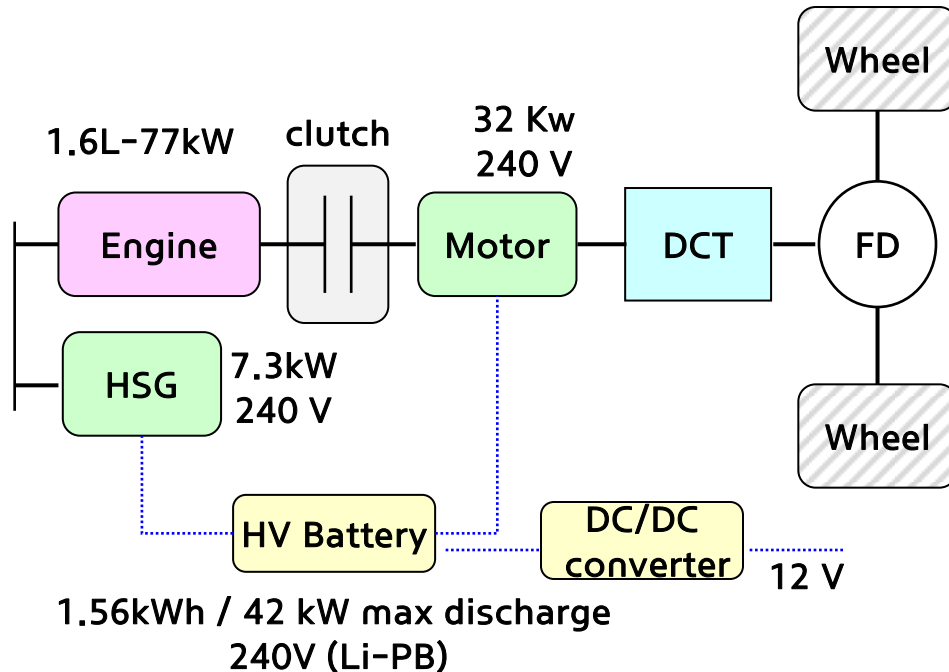 Wheel
32 Kw
240 V
clutch
1.6L-77kW
Engine
Motor
DCT
FD
HSG
7.3kW
240 V
Wheel
HV Battery
DC/DC
converter
12 V
1.56kWh / 42 kW max discharge
240V (Li-PB)